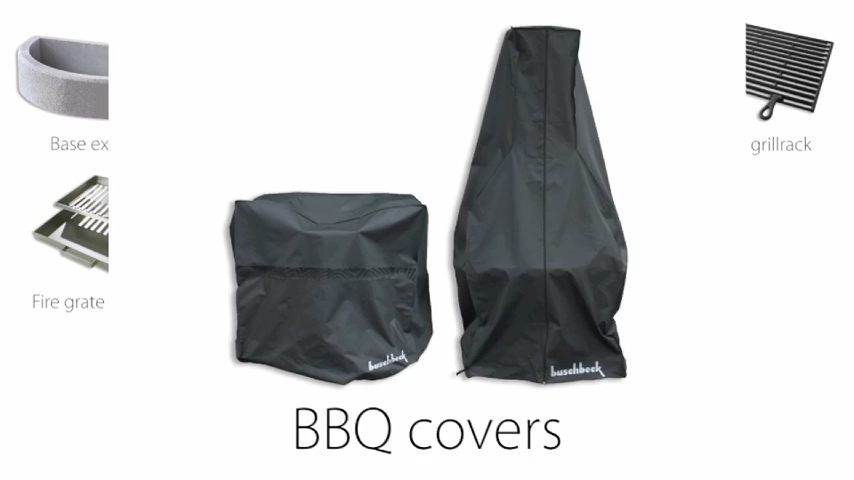 Base ex
grillrack
Fire grate
buschbeck
buschbeck
BBQ covers